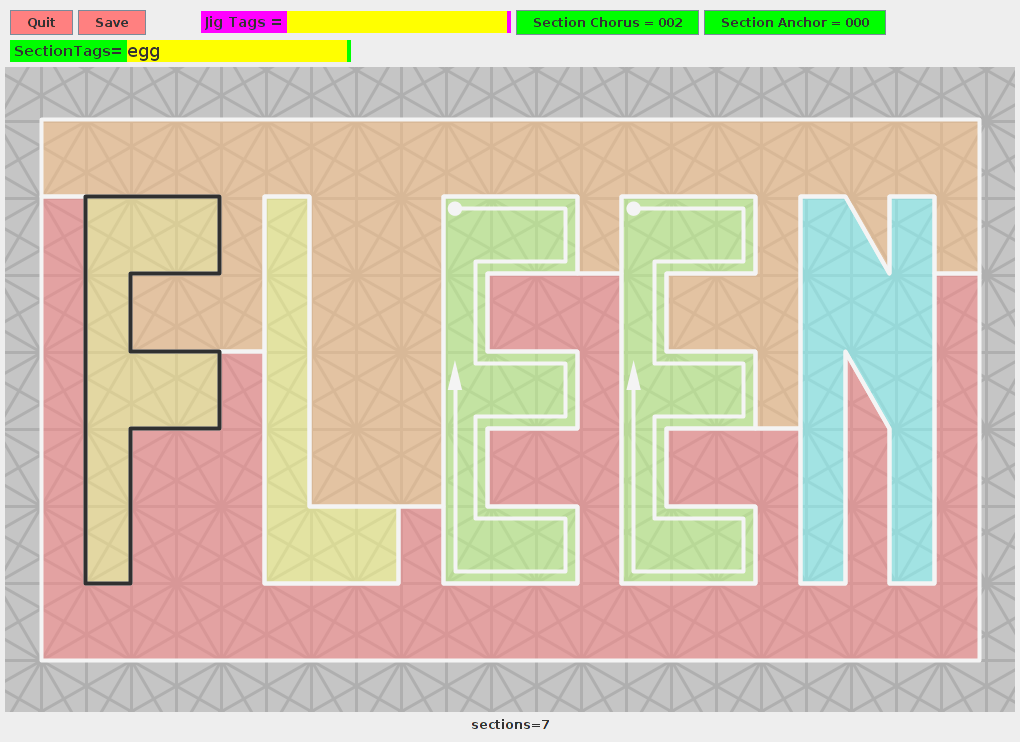 Quit Save Jig Tags = Section Chorus = 002 Section Anchor = 000
SectionTags= egg
FLEEN
sections=7